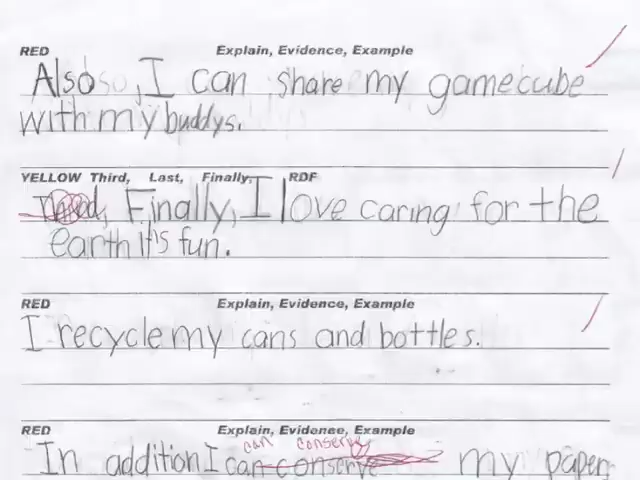 RED Explain, Evidence, Example
Also, I can share my gamecube
with my buddys.
YELLOW Third, Last, Finally, RDF
Finally, I love caring for the
earth it's fun.
RED Explain, Evidence, Example
I recycle my cans and bottles.
RED Explain, Evidence, Example
can conserve
In addition I can conserve my paper